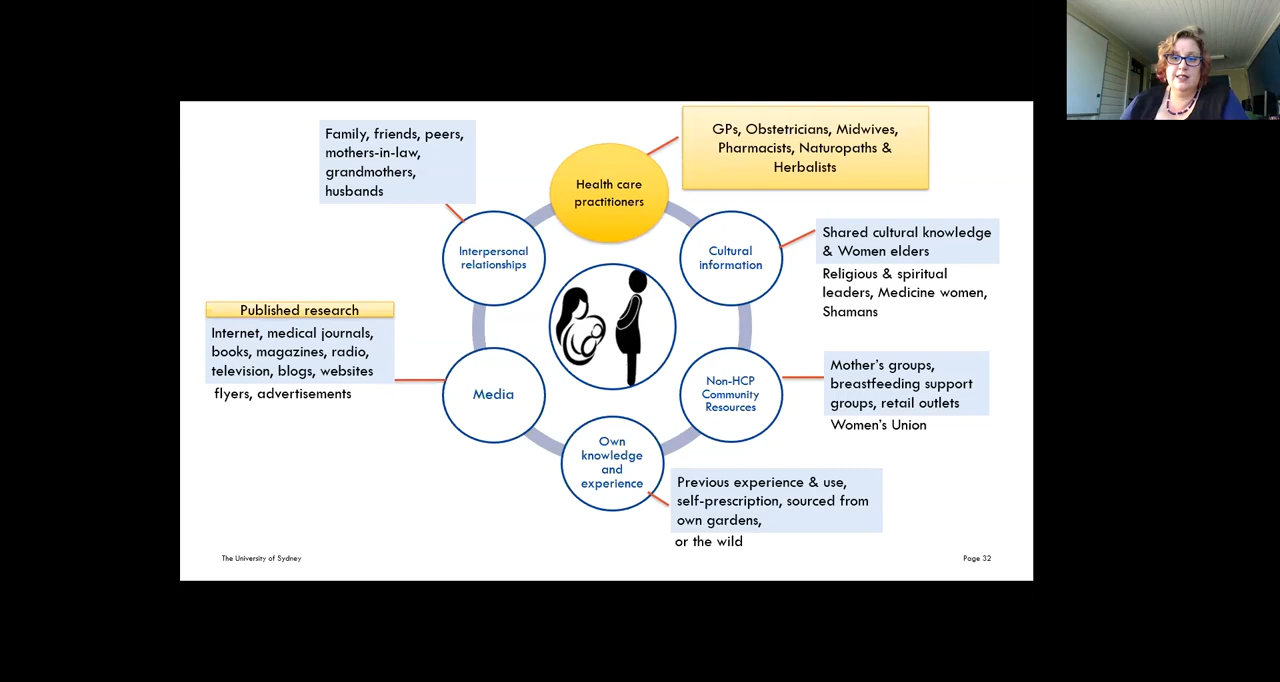 Family, friends, peers,
mothers-in-law,
grandmothers,
husbands
Health care
practitioners
GPs, Obstetricians, Midwives,
Pharmacists, Naturopaths &
Herbalists
Interpersonal
relationships
Cultural
information
Shared cultural knowledge
& Women elders
Religious & spiritual
leaders, Medicine women,
Shamans
Published research
Internet, medical journals,
books, magazines, radio,
television, blogs, websites
flyers, advertisements
Media
Non-HCP
Community
Resources
Mother's groups,
breastfeeding support
groups, retail outlets
Women's Union
Own
knowledge
and
experience
Previous experience & use,
self-prescription, sourced from
own gardens,
or the wild
The University of Sydney
Page 32